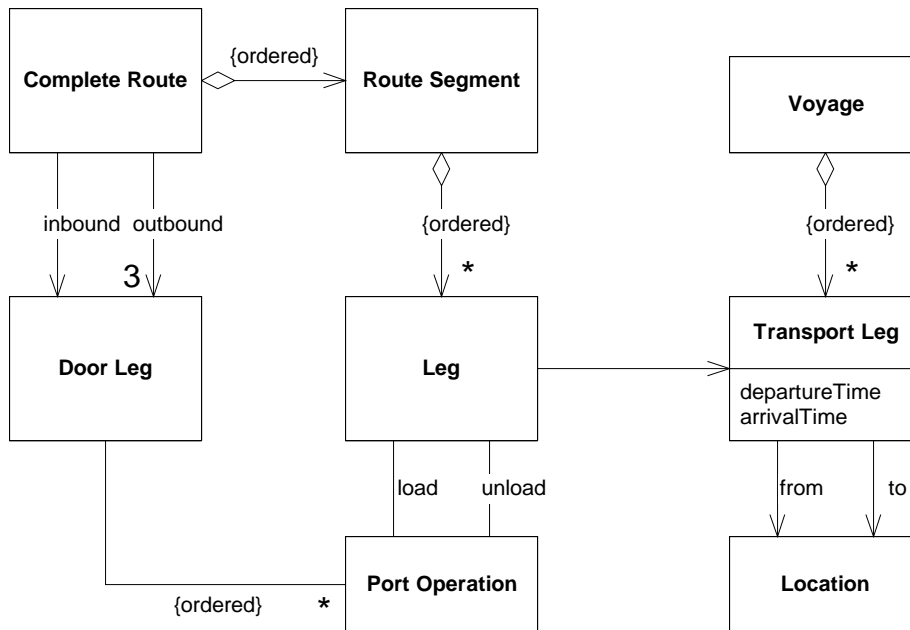 Complete Route
{ordered}
Route Segment
Voyage
inbound
outbound
{ordered}
{ordered}
3
*
*
Door Leg
Leg
Transport Leg
departureTime
arrivalTime
load
unload
from
to
Port Operation
Location
{ordered}
*